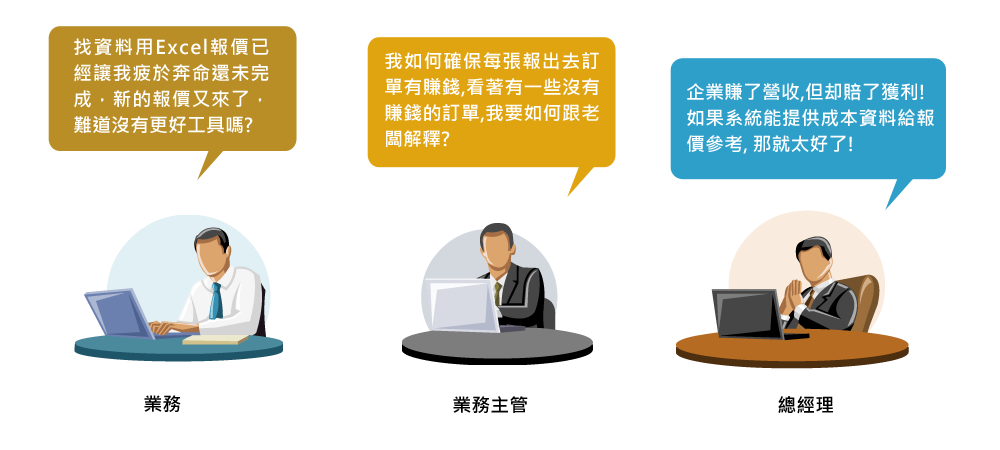 找資料用Excel報價已
經讓我疲於奔命還未完
成，新的報價又來了，
難道沒有更好工具嗎?
我如何確保每張報出去訂
單有賺錢,看著有一些沒有
賺錢的訂單,我要如何跟老
闆解釋?
企業賺了營收,但却賠了獲利!
如果系統能提供成本資料給報
價參考, 那就太好了!
業務
業務主管
總經理